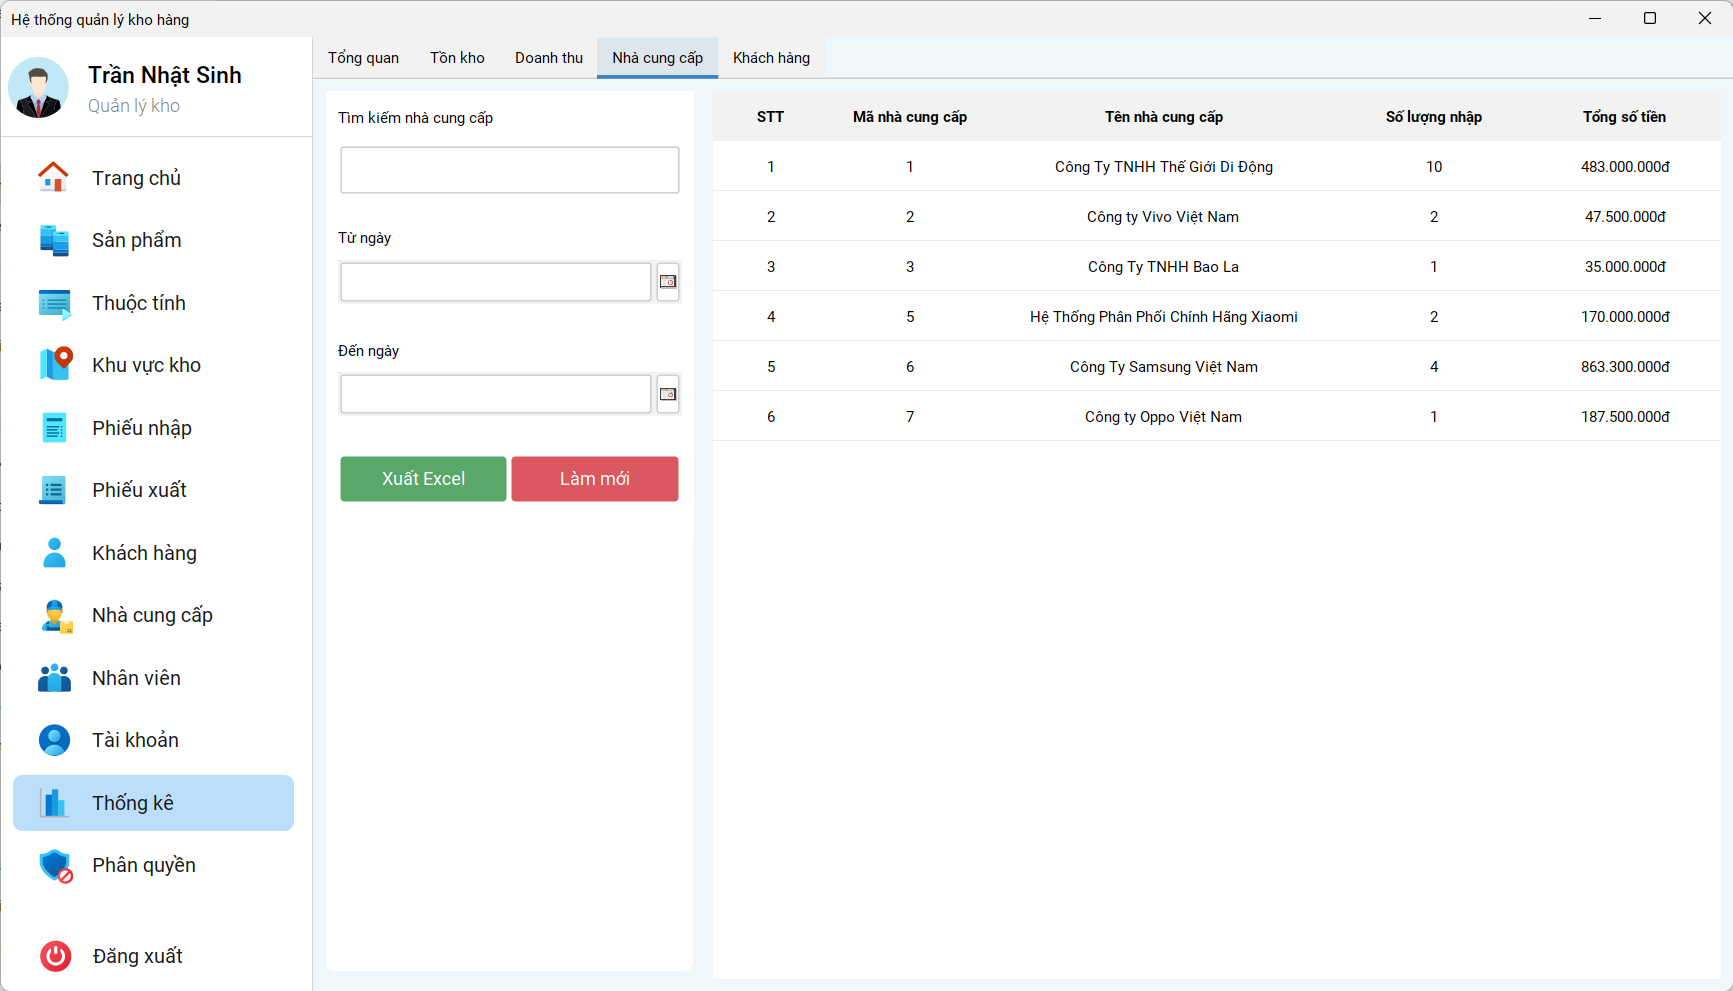 Hệ thống quản lý kho hàng
Trần Nhật Sinh
Quản lý kho
Trang chủ
Sản phẩm
Thuộc tính
Khu vực kho
Phiếu nhập
Phiếu xuất
Khách hàng
Nhà cung cấp
Nhân viên
Tài khoản
Thống kê
Phân quyền
Đăng xuất
Tổng quan Tồn kho Doanh thu Nhà cung cấp Khách hàng
Tìm kiếm nhà cung cấp
Từ ngày
Đến ngày
Xuất Excel Làm mới
STT Mã nhà cung cấp Tên nhà cung cấp Số lượng nhập Tổng số tiền
1 1 Công Ty TNHH Thế Giới Di Động 10 483.000.000đ
2 2 Công ty Vivo Việt Nam 2 47.500.000đ
3 3 Công Ty TNHH Bao La 1 35.000.000đ
4 5 Hệ Thống Phân Phối Chính Hãng Xiaomi 2 170.000.000đ
5 6 Công Ty Samsung Việt Nam 4 863.300.000đ
6 7 Công ty Oppo Việt Nam 1 187.500.000đ